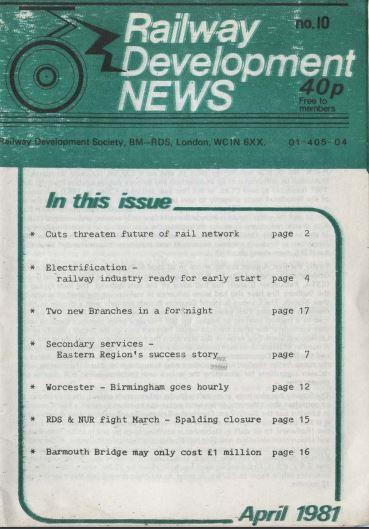 Railway
Development
NEWS
no.10
40p
Free to
members
Railway Development Society, BM-RDS, London, WC1N 6XX. 01-405-04
In this issue
* Cuts threaten future of rail network page 2
* Electrification -
railway industry ready for early start page 4
* Two new Branches in a fortnight page 17
* Secondary services -
Eastern Region's success story page 7
* Worcester - Birmingham goes hourly page 12
* RDS & NUR fight March - Spalding closure page 15
* Barmouth Bridge may only cost £1 million page 16
April 1981